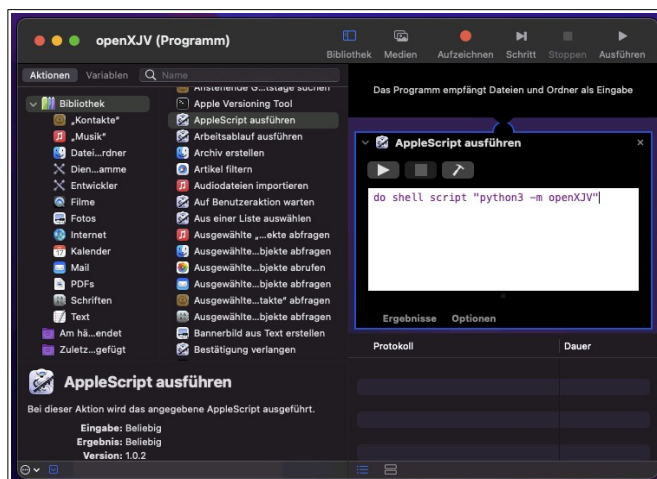 openXJV (Programm)
Bibliothek Medien Aufzeichnen Schritt Stoppen Ausführen
Aktionen Variablen Name
Bibliothek
„Kontakte“
„Musik“
Datei...rdner
Dien...amme
Entwickler
Filme
Fotos
Internet
Kalender
Mail
PDFs
Schriften
Text
Am hä...endet
Zuletz...gefügt
Anstehende G...tstage suchen
Apple Versioning Tool
AppleScript ausführen
Arbeitsablauf ausführen
Archiv erstellen
Artikel filtern
Audiodateien importieren
Auf Benutzeraktion warten
Aus einer Liste auswählen
Ausgewählte „...ekte abfragen
Ausgewählte...bjekte abfragen
Ausgewählte...bjekte abrufen
Ausgewählte...bjekte abfragen
Ausgewählte...takte“ abfragen
Ausgewählte...bjekte abfragen
Bannerbild aus Text erstellen
Bestätigung verlangen
AppleScript ausführen
Bei dieser Aktion wird das angegebene AppleScript ausgeführt.
Eingabe: Beliebig
Ergebnis: Beliebig
Version: 1.0.2
Das Programm empfängt Dateien und Ordner als Eingabe
AppleScript ausführen
do shell script "python3 -m openXJV"
Ergebnisse Optionen
Protokoll Dauer